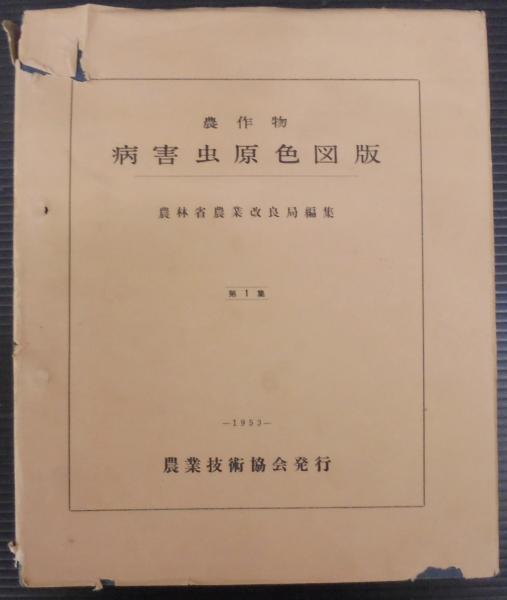 農作物
病害虫原色図版
農林省農業改良局編集
第1集
—1953—
農業技術協会発行